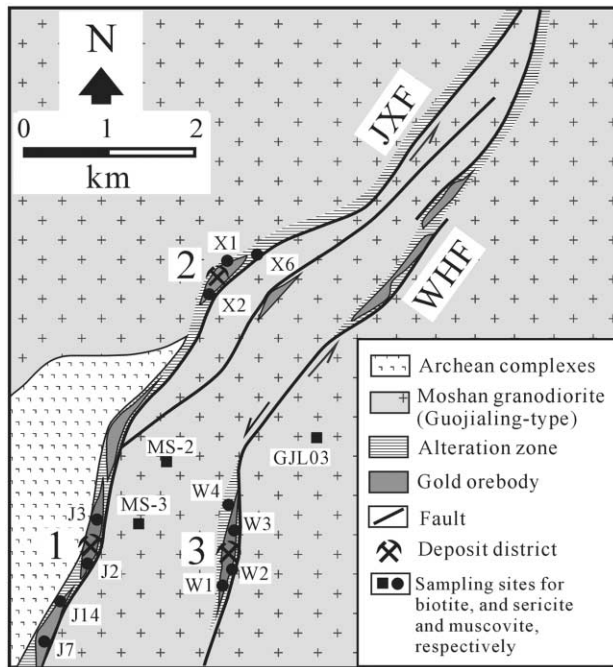 N
0 1 2
km
JXF
WHF
X1
2
X6
X2
MS-2
GJL03
MS-3
W4
J3
W3
1
3
J2
W2
W1
J14
J7
Archean complexes
Moshan granodiorite
(Guojialing-type)
Alteration zone
Gold orebody
Fault
Deposit district
Sampling sites for
biotite, and sericite
and muscovite,
respectively